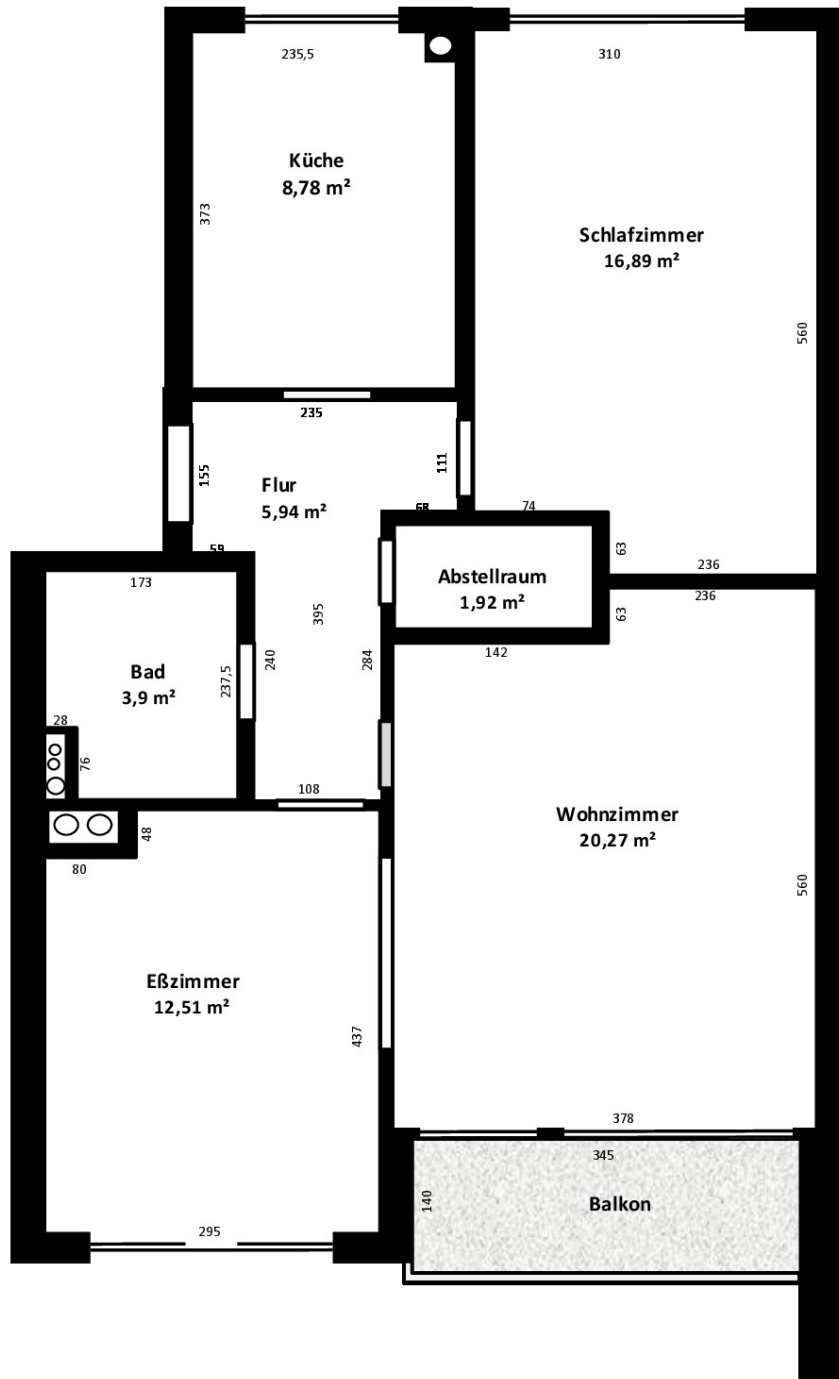 235,5
310
Küche
8,78 m²
373
Schlafzimmer
16,89 m²
560
235
155
111
Flur
5,94 m²
74
63
236
Abstellraum
1,92 m²
173
395
236
63
142
240
284
237,5
Bad
3,9 m²
28
76
108
48
80
Wohnzimmer
20,27 m²
560
Eßzimmer
12,51 m²
437
378
345
140
Balkon
295